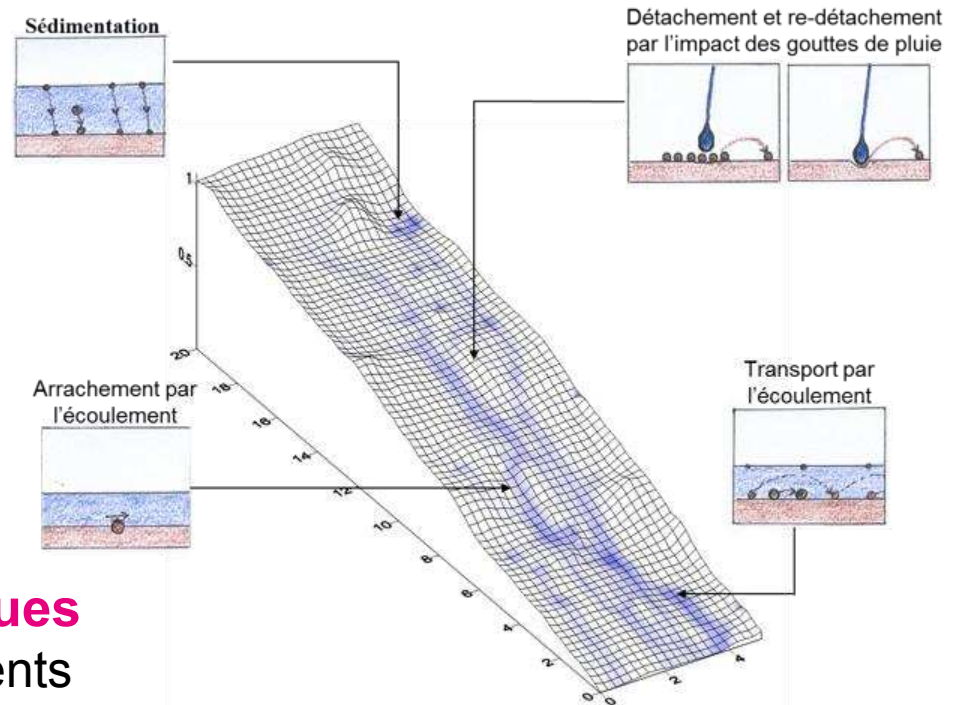 Sédimentation
Détachement et re-détachement
par l'impact des gouttes de pluie
1
0,5
20
18
16
14
12
10
8
6
4
2
0
0
2
4
Arrachement par
l'écoulement
Transport par
l'écoulement
ues
ents